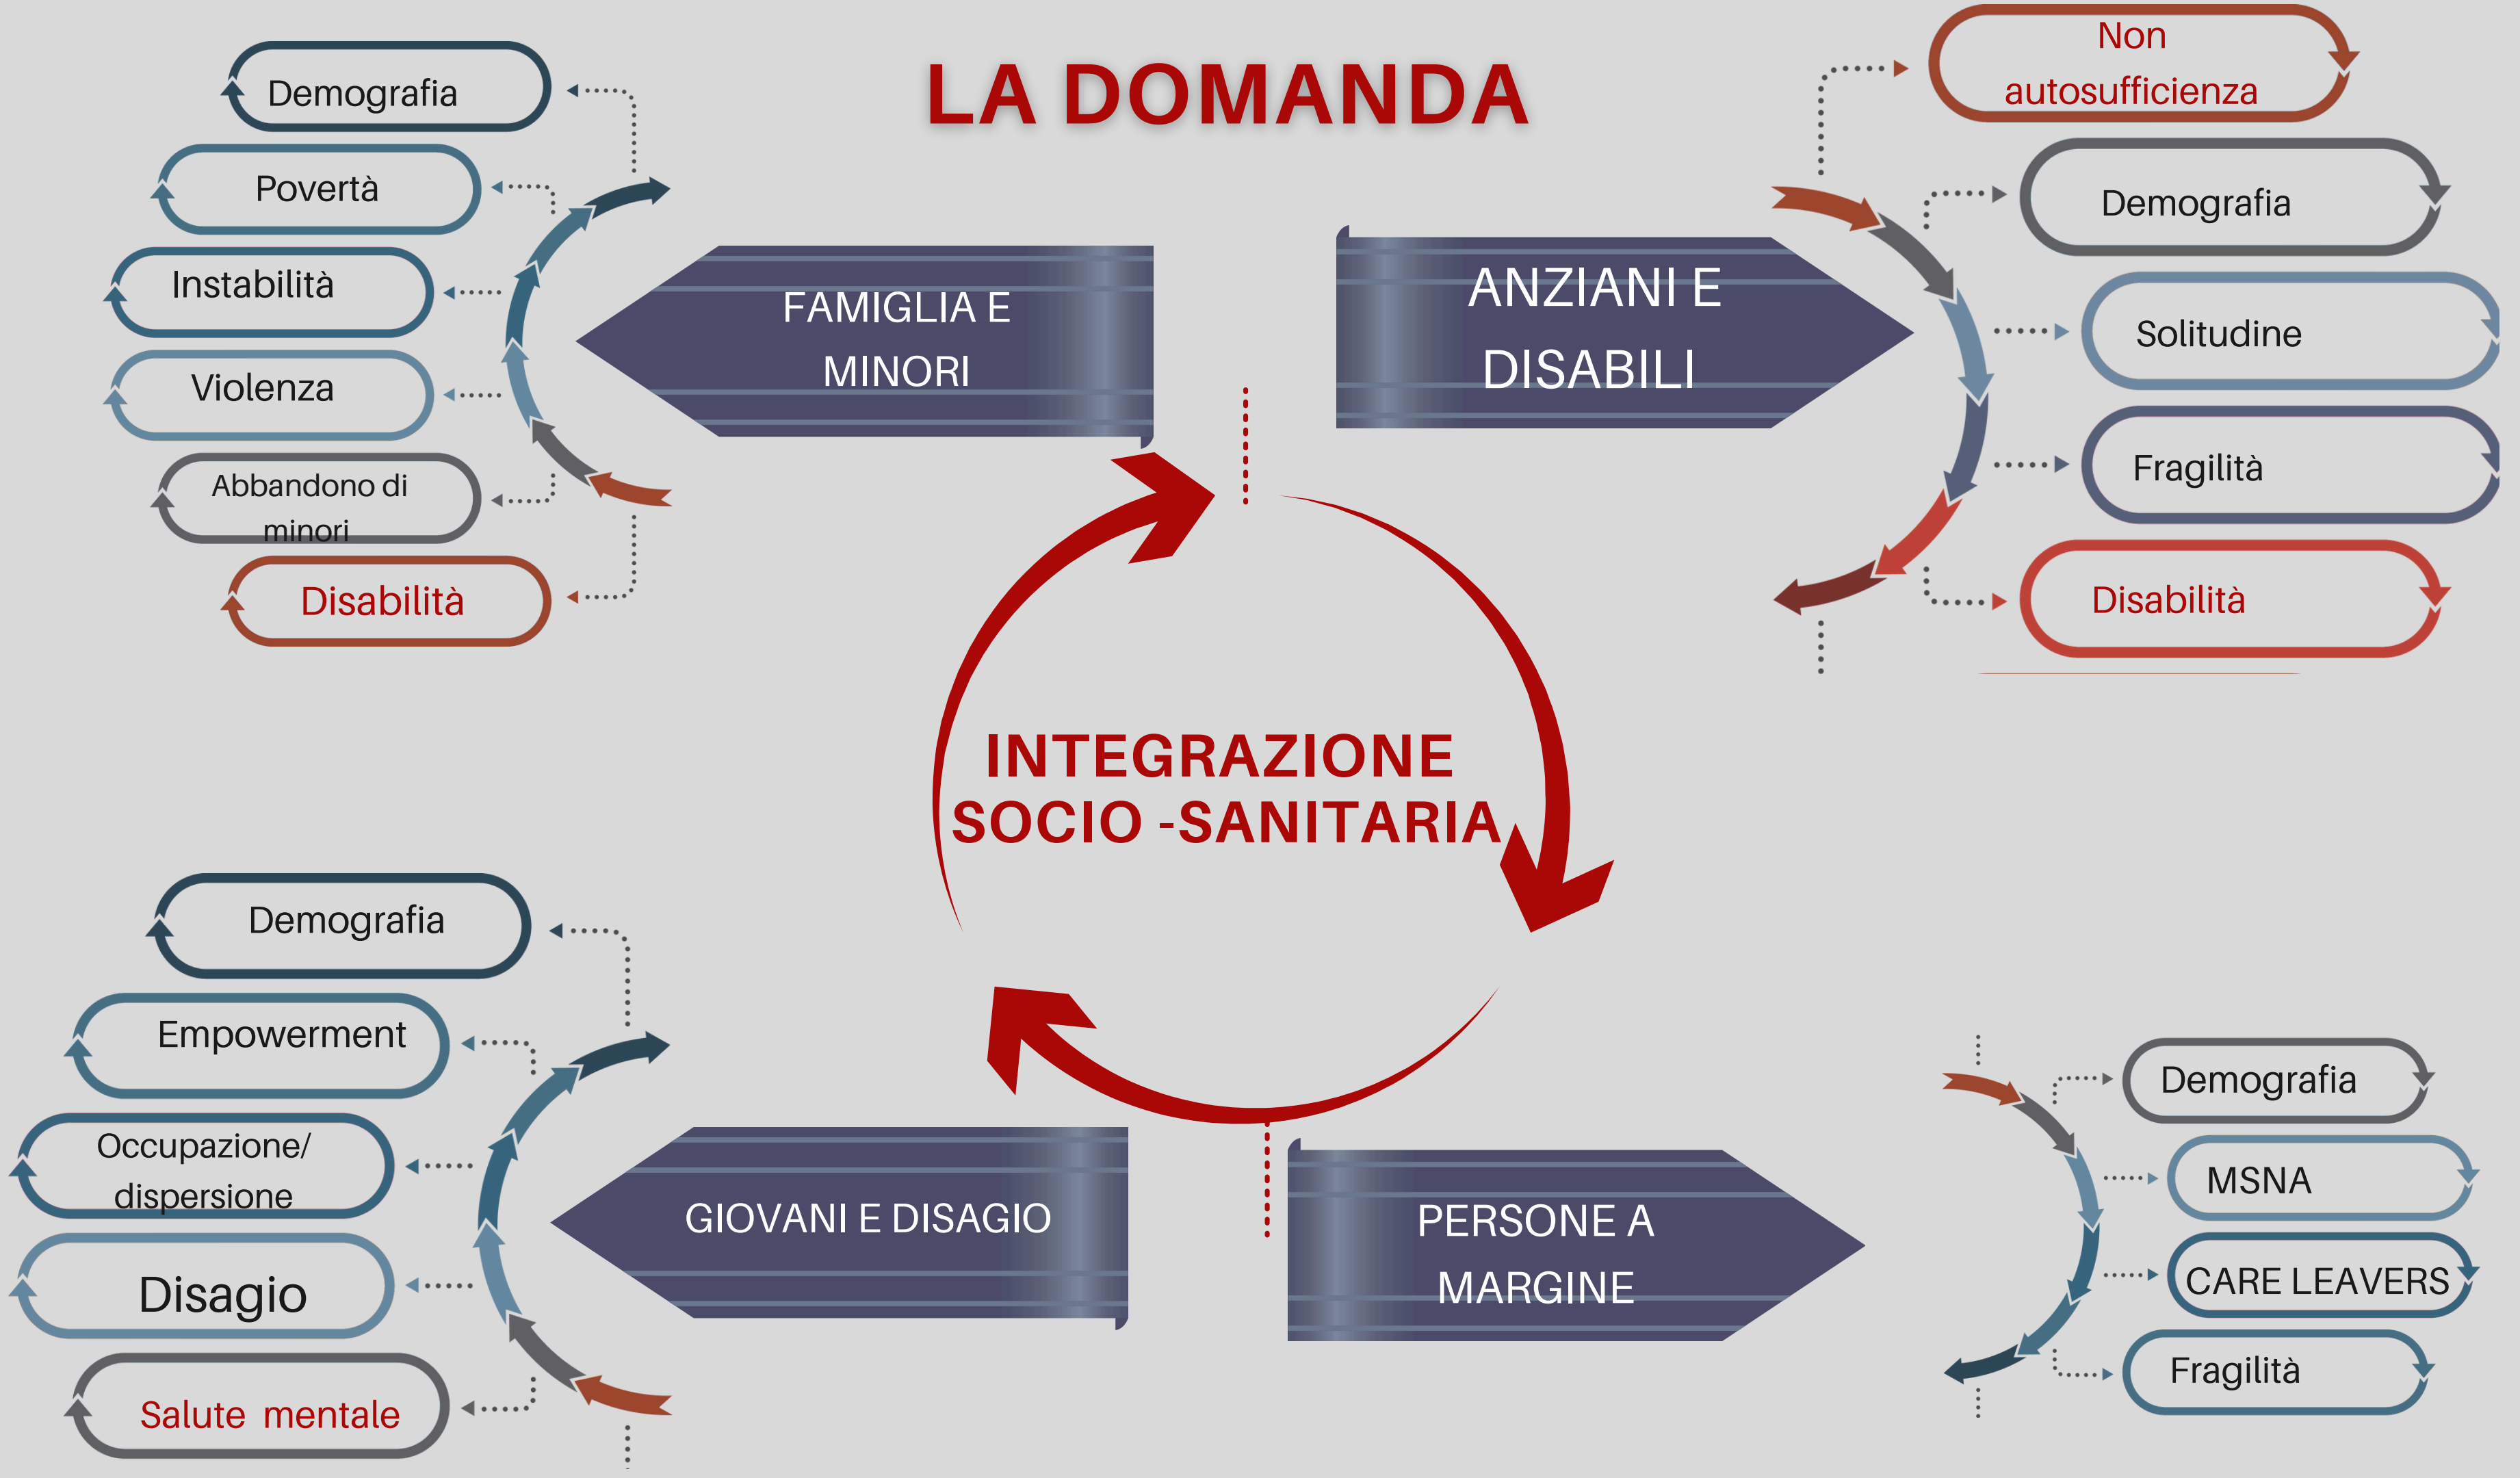 LA DOMANDA
Demografia
Povertà
Instabilità
Violenza
Abbandono di
minori
Disabilità
FAMIGLIA E
MINORI
ANZIANI E
DISABILI
Non
autosufficienza
Demografia
Solitudine
Fragilità
Disabilità
INTEGRAZIONE
SOCIO -SANITARIA
Demografia
Empowerment
Occupazione/
dispersione
Disagio
Salute mentale
GIOVANI E DISAGIO
PERSONE A
MARGINE
Demografia
MSNA
CARE LEAVERS
Fragilità